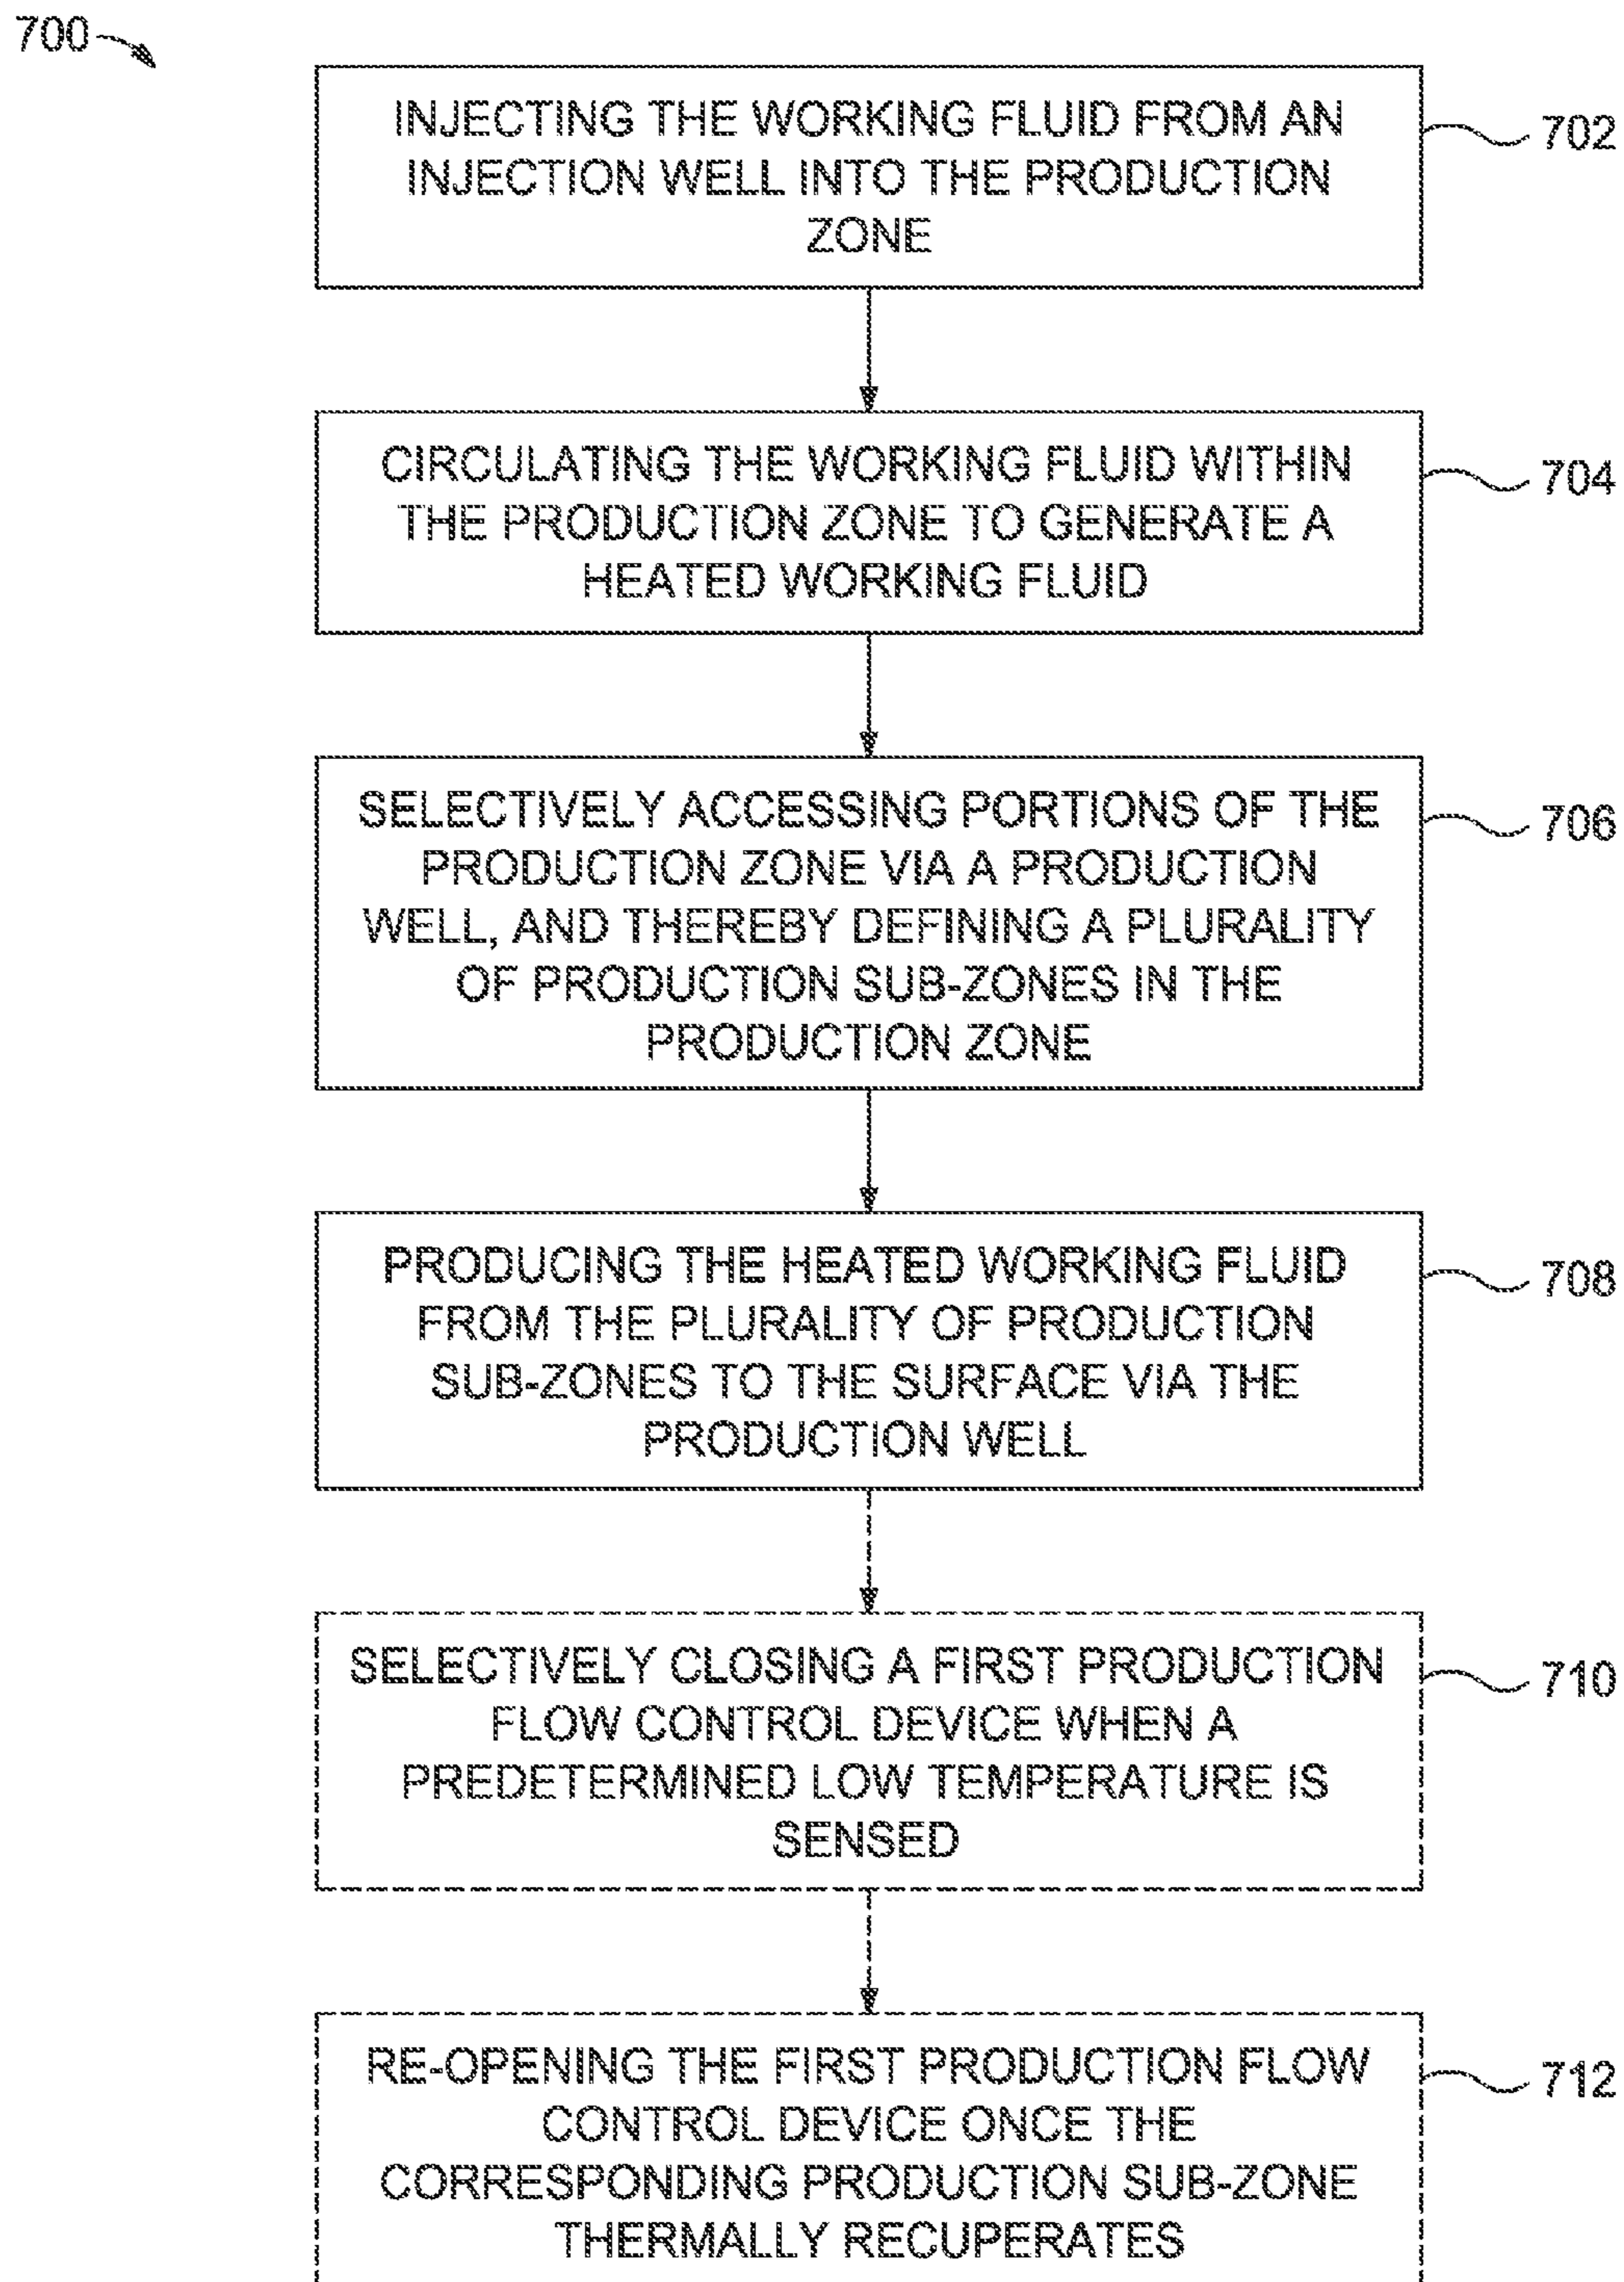 700
INJECTING THE WORKING FLUID FROM AN
INJECTION WELL INTO THE PRODUCTION
ZONE
702
CIRCULATING THE WORKING FLUID WITHIN
THE PRODUCTION ZONE TO GENERATE A
HEATED WORKING FLUID
704
SELECTIVELY ACCESSING PORTIONS OF THE
PRODUCTION ZONE VIA A PRODUCTION
WELL, AND THEREBY DEFINING A PLURALITY
OF PRODUCTION SUB-ZONES IN THE
PRODUCTION ZONE
706
PRODUCING THE HEATED WORKING FLUID
FROM THE PLURALITY OF PRODUCTION
SUB-ZONES TO THE SURFACE VIA THE
PRODUCTION WELL
708
SELECTIVELY CLOSING A FIRST PRODUCTION
FLOW CONTROL DEVICE WHEN A
PREDETERMINED LOW TEMPERATURE IS
SENSED
710
RE-OPENING THE FIRST PRODUCTION FLOW
CONTROL DEVICE ONCE THE
CORRESPONDING PRODUCTION SUB-ZONE
THERMALLY RECUPERATES
712